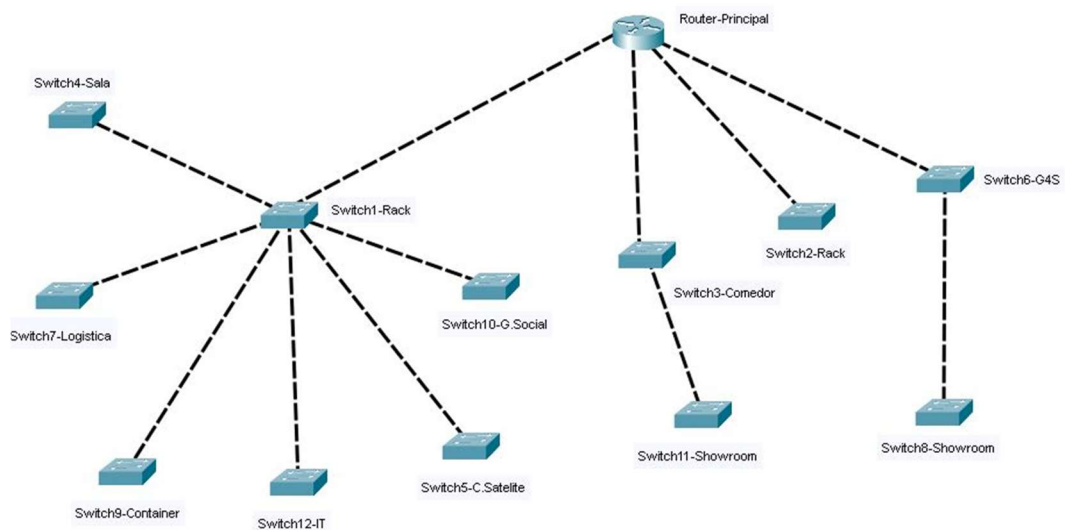 Router-Principal
Switch4-Sala
Switch6-G4S
Switch1-Rack
Switch2-Rack
Switch3-Comedor
Switch10-G.Social
Switch7-Logistica
Switch8-Showroom
Switch11-Showroom
Switch5-C.Satelite
Switch9-Container
Switch12-IT